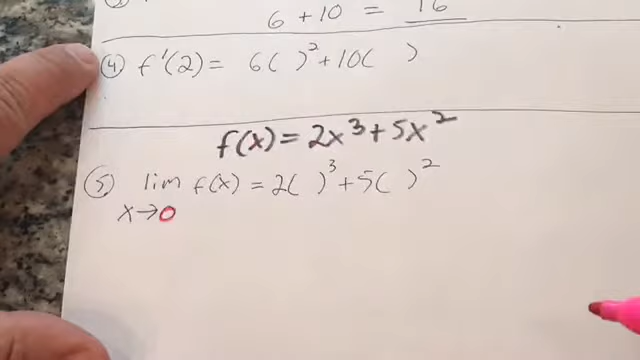 6 + 10 = 16
④ f'(2) = 6( )² + 10( )
f(x) = 2x³ + 5x²
⑤ lim f(x) = 2( )³ + 5( )²
x→0